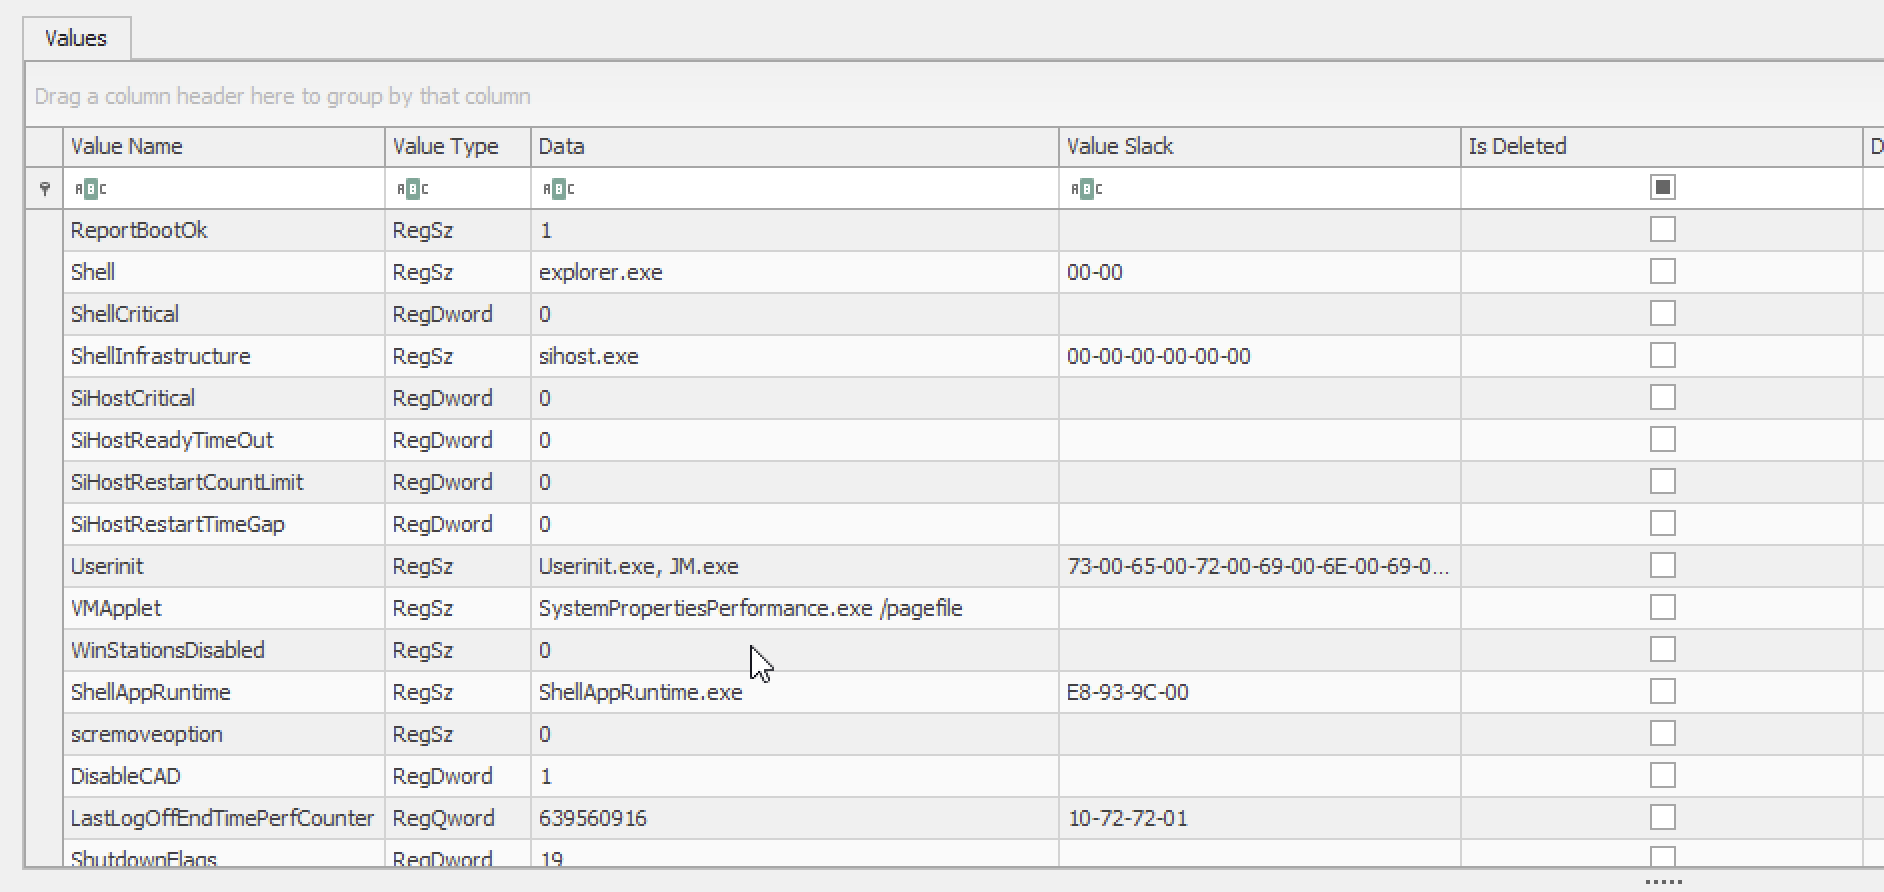 Values
Drag a column header here to group by that column
Value Name Value Type Data Value Slack Is Deleted D
ABC ABC ABC ABC
ReportBootOk RegSz 1
Shell RegSz explorer.exe 00-00
ShellCritical RegDword 0
ShellInfrastructure RegSz sihost.exe 00-00-00-00-00-00
SiHostCritical RegDword 0
SiHostReadyTimeOut RegDword 0
SiHostRestartCountLimit RegDword 0
SiHostRestartTimeGap RegDword 0
Userinit RegSz Userinit.exe, JM.exe 73-00-65-00-72-00-69-00-6E-00-69-0...
VMApplet RegSz SystemPropertiesPerformance.exe /pagefile
WinStationsDisabled RegSz 0
ShellAppRuntime RegSz ShellAppRuntime.exe E8-93-9C-00
scremoveoption RegSz 0
DisableCAD RegDword 1
LastLogOffEndTimePerfCounter RegQword 639560916 10-72-72-01
ShutdownFlags RegDword 19